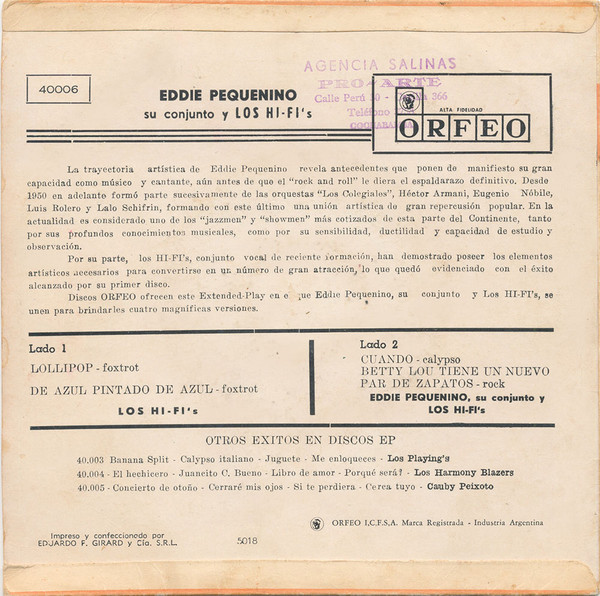 AGENCIA SALINAS
PRO-ARTE
Calle Perú
366
Teléfono
40006
EDDIE PEQUENINO
su conjunto y LOS HI-FI's
ALTA FIDELIDAD
ORFEO
La trayectoria artística de Eddie Pequenino revela antecedentes que ponen de manifiesto su gran
capacidad como músico y cantante, aún antes de que el "rock and roll" le diera el espaldarazo definitivo. Desde
1950 en adelante formó parte sucesivamente de las orquestas "Los Colegiales", Héctor Armani, Eugenio Nóbile,
Luis Rolero y Lalo Schifrin, formando con este último una unión artística de gran repercusión popular. En la
actualidad es considerado uno de los "jazzmen" y "showmen" más cotizados de esta parte del Continente, tanto
por sus profundos conocimientos musicales, como por su sensibilidad, ductilidad y capacidad de estudio y
observación.
Por su parte, los HI-FI's, conjunto vocal de reciente formación, han demostrado poseer los elementos
artísticos accesarios para convertirse en un número de gran atracción, lo que quedó evidenciado con el éxito
alcanzado por su primer disco.
Discos ORFEO ofrecen este Extended-Play en e ue Eddie Pequenino, su conjunto y Los HI-FI's, se
unen para brindarles cuatro magníficas versiones.
Lado 1
LOLLIPOP - foxtrot
DE AZUL PINTADO DE AZUL - foxtrot
LOS HI-FI's
Lado 2
CUANDO - calypso
BETTY LOU TIENE UN NUEVO
PAR DE ZAPATOS - rock
EDDIE PEQUENINO, su conjunto y
LOS HI-FI's
OTROS EXITOS EN DISCOS EP
40.003 Banana Split - Calypso italiano - Juguete - Me enloqueces - Los Playing's
40.004 - El hechicero - Juancito C. Bueno - Libro de amor - Porqué será? - Los Harmony Blazers
40.005 - Concierto de otoño - Cerraré mis ojos - Si te perdiera - Cerca tuyo - Cauby Peixoto
ORFEO I.C.F.S.A. Marca Registrada - Industria Argentina
Impreso y confeccionado por
EDUARDO F. GIRARD y Cía. S.R.L.
5018